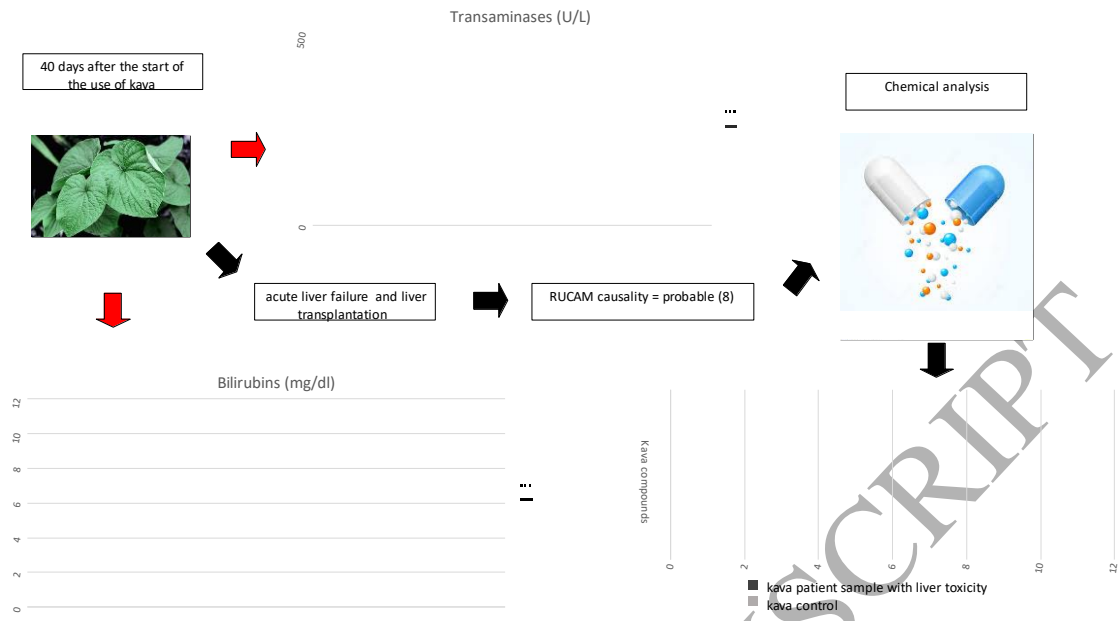 Transaminases (U/L)
500
0
40 days after the start of
the use of kava
Chemical analysis
acute liver failure and liver
transplantation
RUCAM causality = probable (8)
Bilirubins (mg/dl)
12
10
8
6
4
2
0
Kava compounds
0
2
4
6
8
10
12
kava patient sample with liver toxicity
kava control
SCRIPT